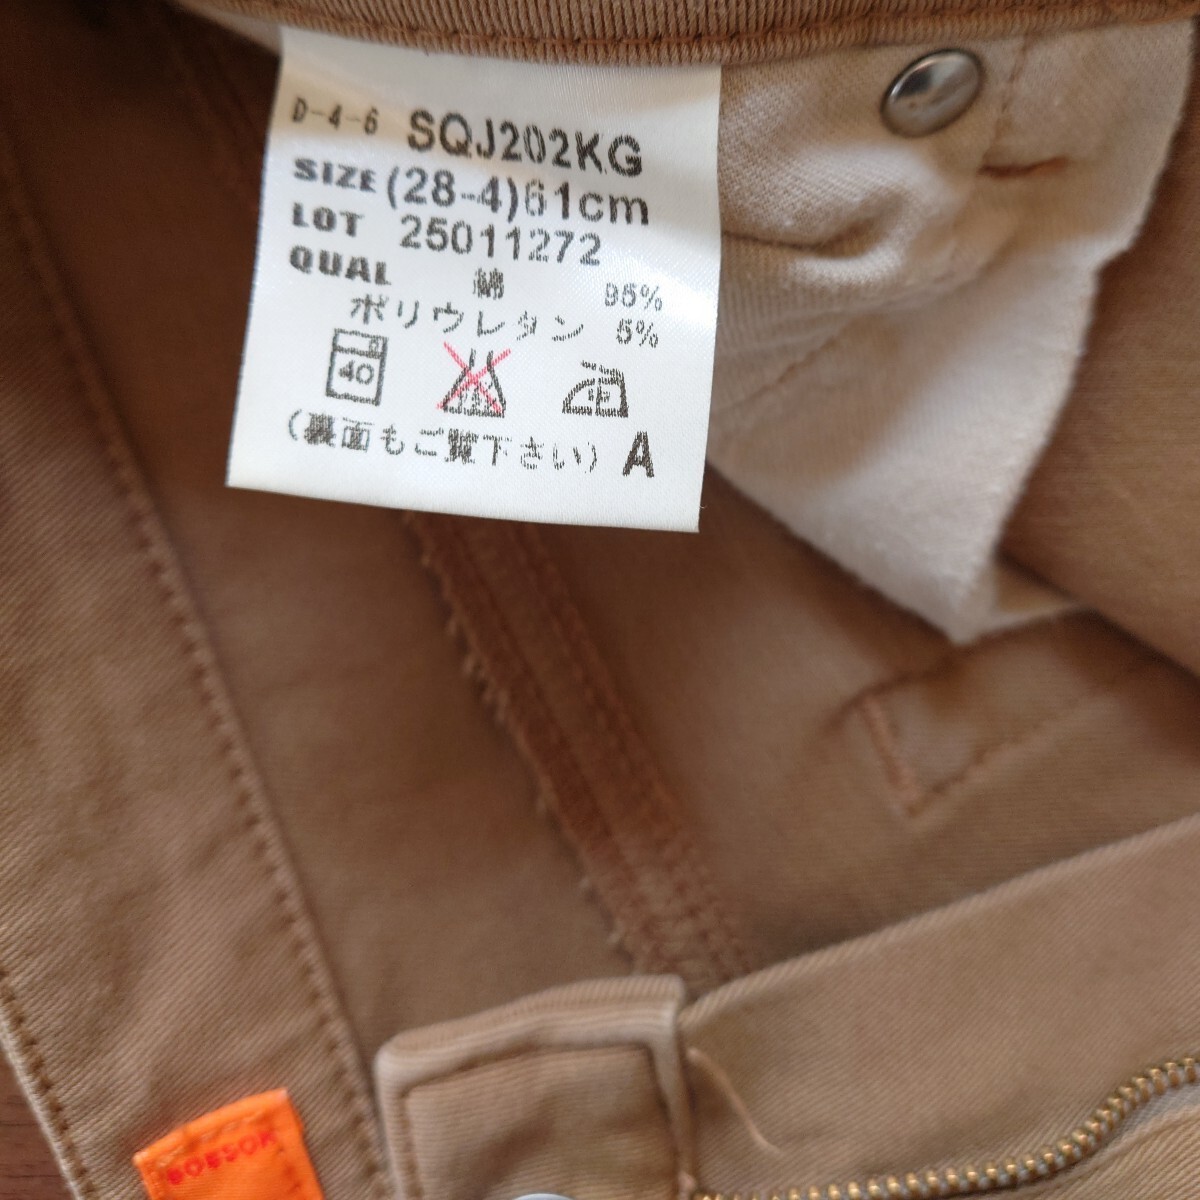 D-4-6 SQJ202KG
SIZE (28-4)61cm
LOT 25011272
QUAL
綿 95%
ポリウレタン 5%
40
(裏面もご覧下さい) A
BOBSON